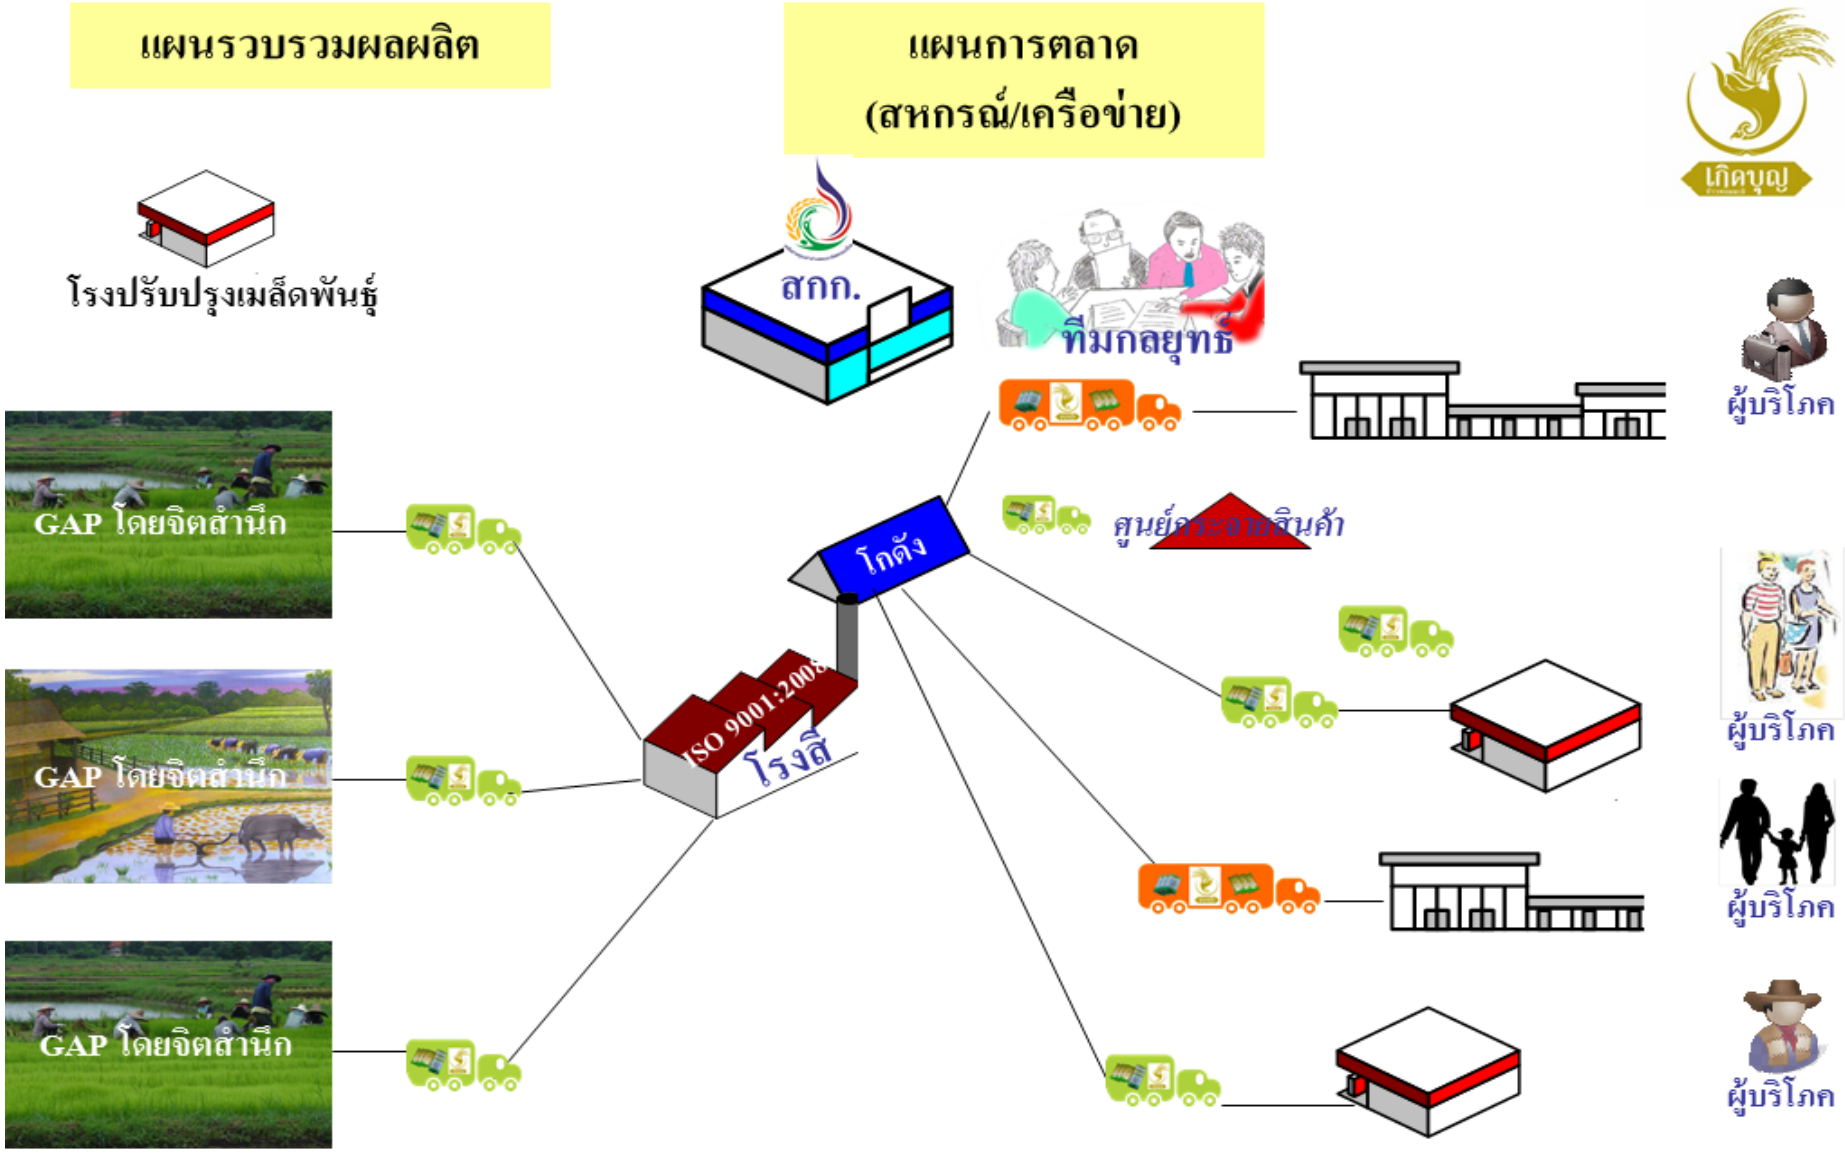 แผนรวบรวมผลผลิต
แผนการตลาด
(สหกรณ์/เครือข่าย)
เกิดบุญ
โรงปรับปรุงเมล็ดพันธุ์
สกก.
ทีมกลยุทธ์
ผู้บริโภค
GAP โดยจิตสำนึก
ศูนย์กระจายสินค้า
โกดัง
ISO 9001:2008
โรงสี
GAP โดยจิตสำนึก
ผู้บริโภค
ผู้บริโภค
GAP โดยจิตสำนึก
ผู้บริโภค